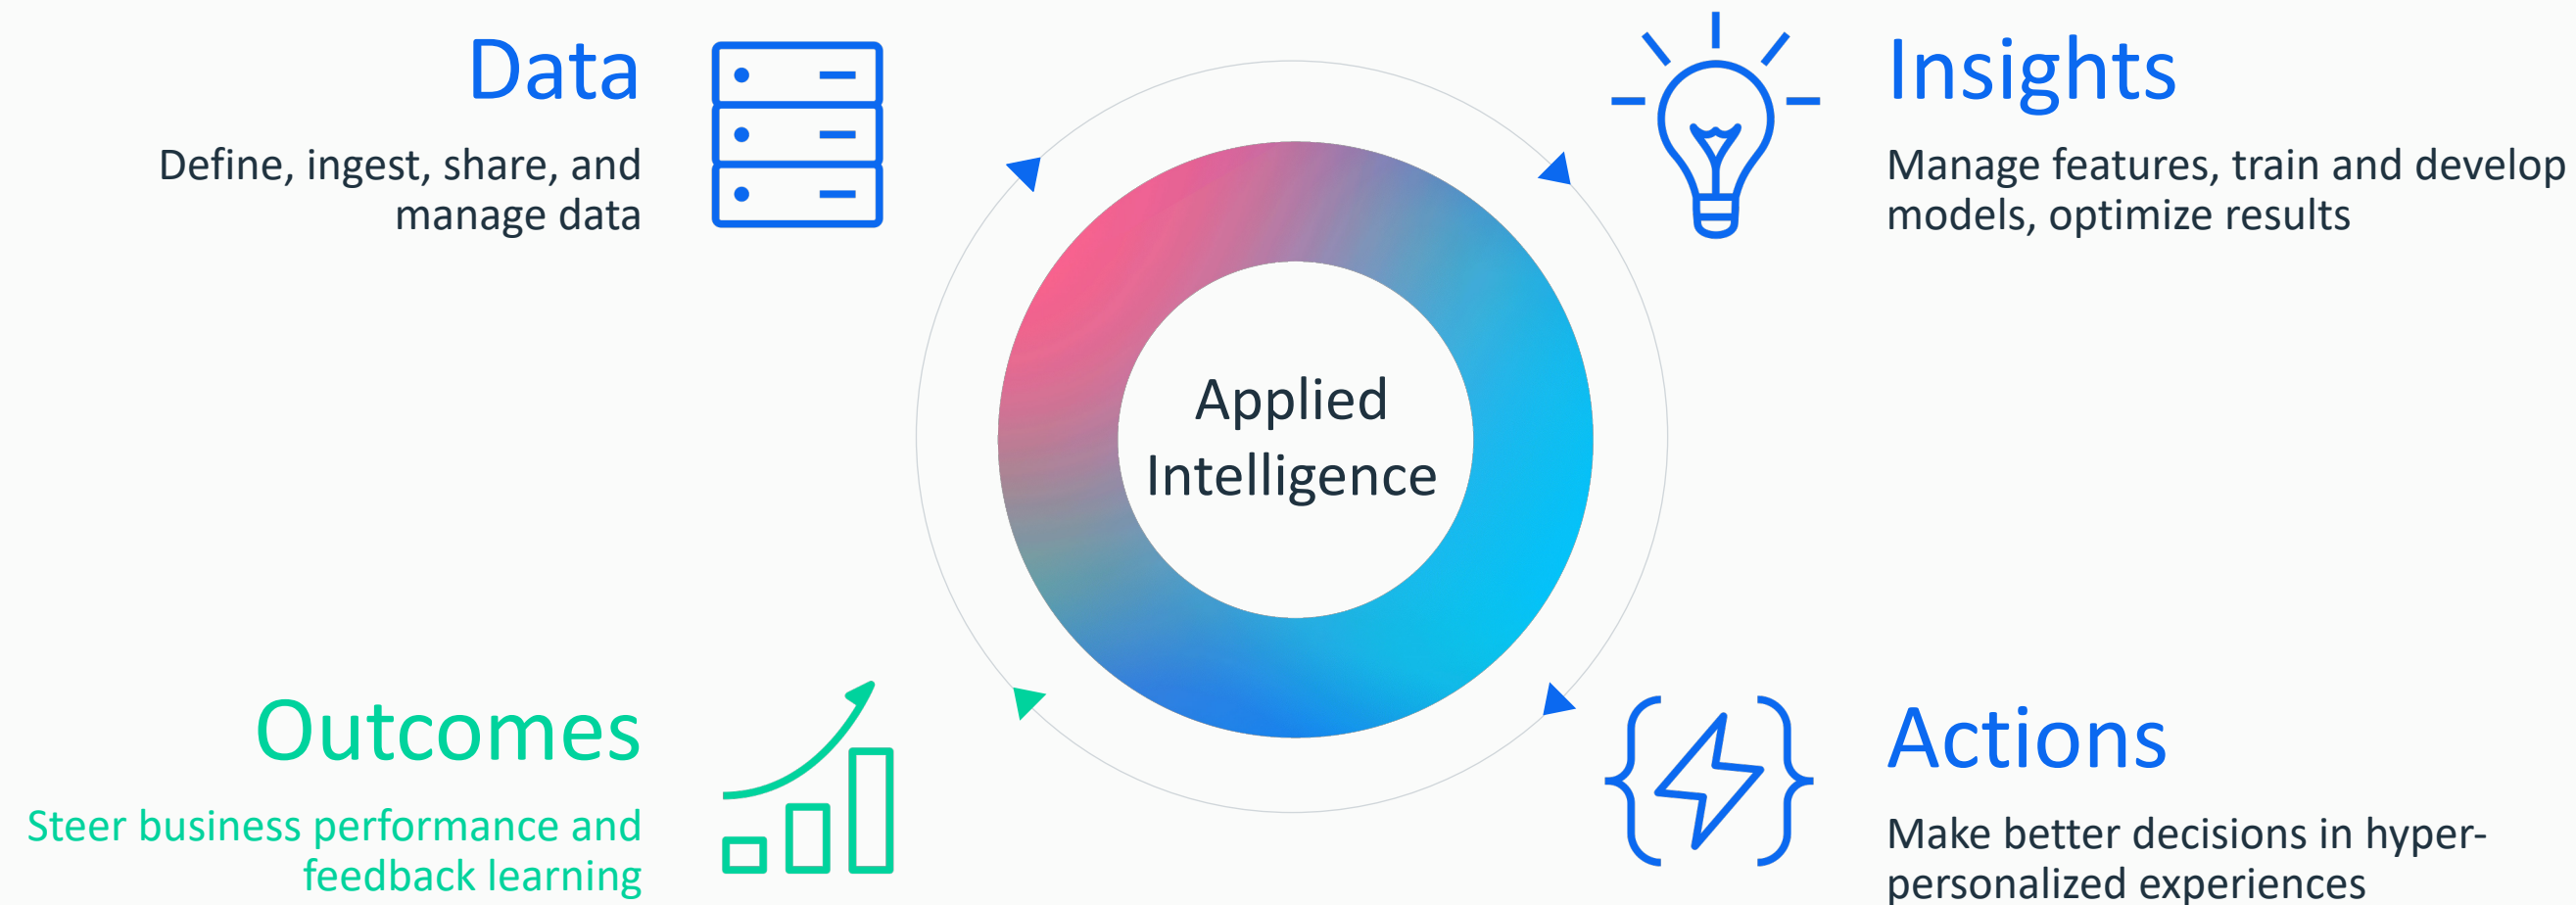 Data
Define, ingest, share, and
manage data
Insights
Manage features, train and develop
models, optimize results
Applied
Intelligence
Outcomes
Steer business performance and
feedback learning
Actions
Make better decisions in hyper-
personalized experiences